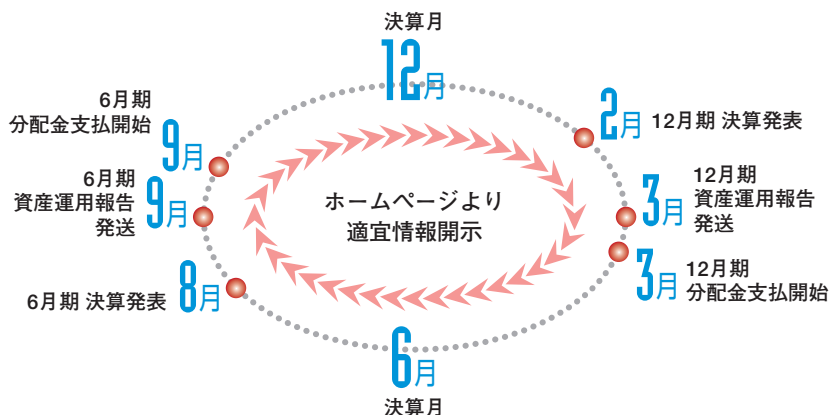 決算月
12月
2月 12月期 決算発表
3月 12月期
資産運用報告
発送
3月 12月期
分配金支払開始
6月
決算月
6月期 決算発表 8月
6月期
資産運用報告 9月
発送
6月期
分配金支払開始
9月
ホームページより
適宜情報開示